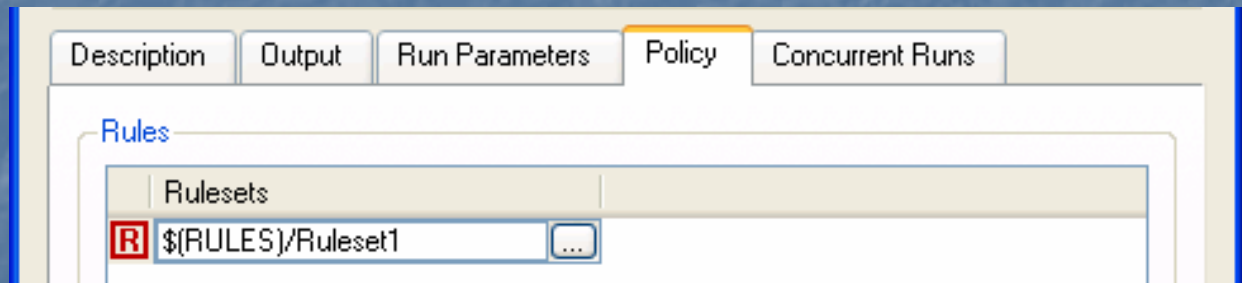 Description Output Run Parameters Policy Concurrent Runs
Rules
Rulesets
R $(RULES)/Ruleset1 ...